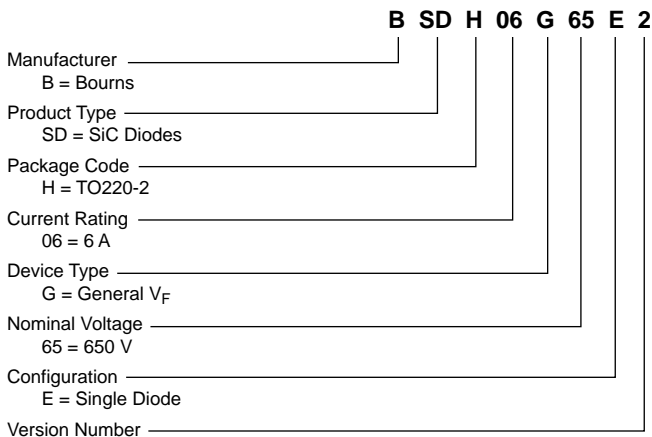 B SD H 06 G 65 E 2
Manufacturer
B = Bourns
Product Type
SD = SiC Diodes
Package Code
H = TO220-2
Current Rating
06 = 6 A
Device Type
G = General VF
Nominal Voltage
65 = 650 V
Configuration
E = Single Diode
Version Number